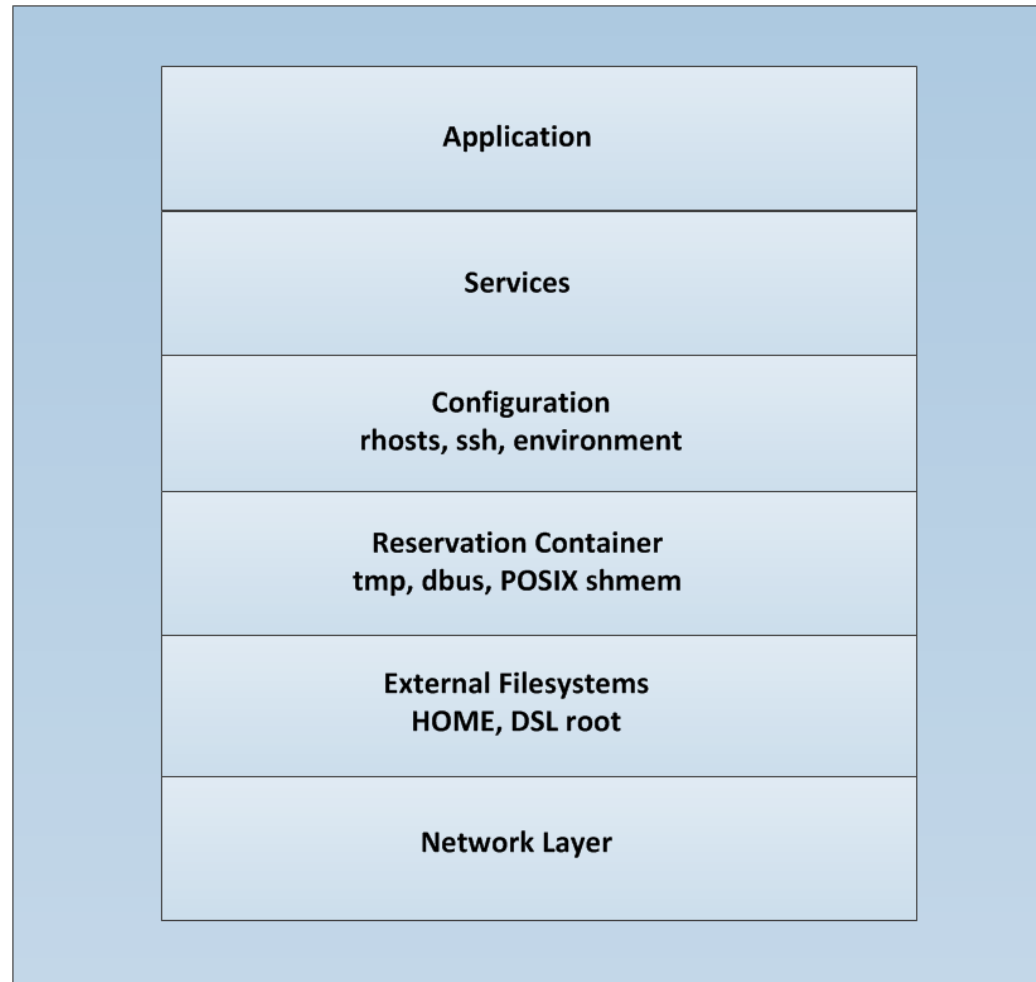 Application
Services
Configuration
rhosts, ssh, environment
Reservation Container
tmp, dbus, POSIX shmem
External Filesystems
HOME, DSL root
Network Layer